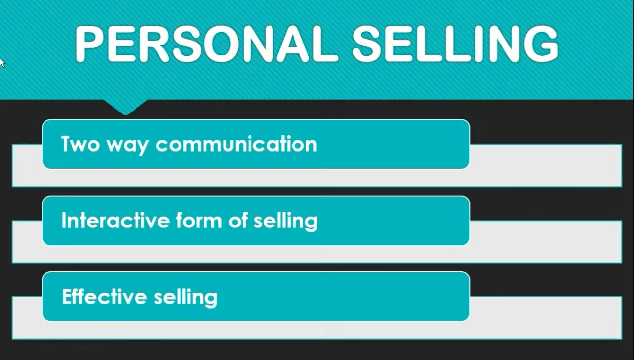 PERSONAL SELLING
Two way communication
Interactive form of selling
Effective selling